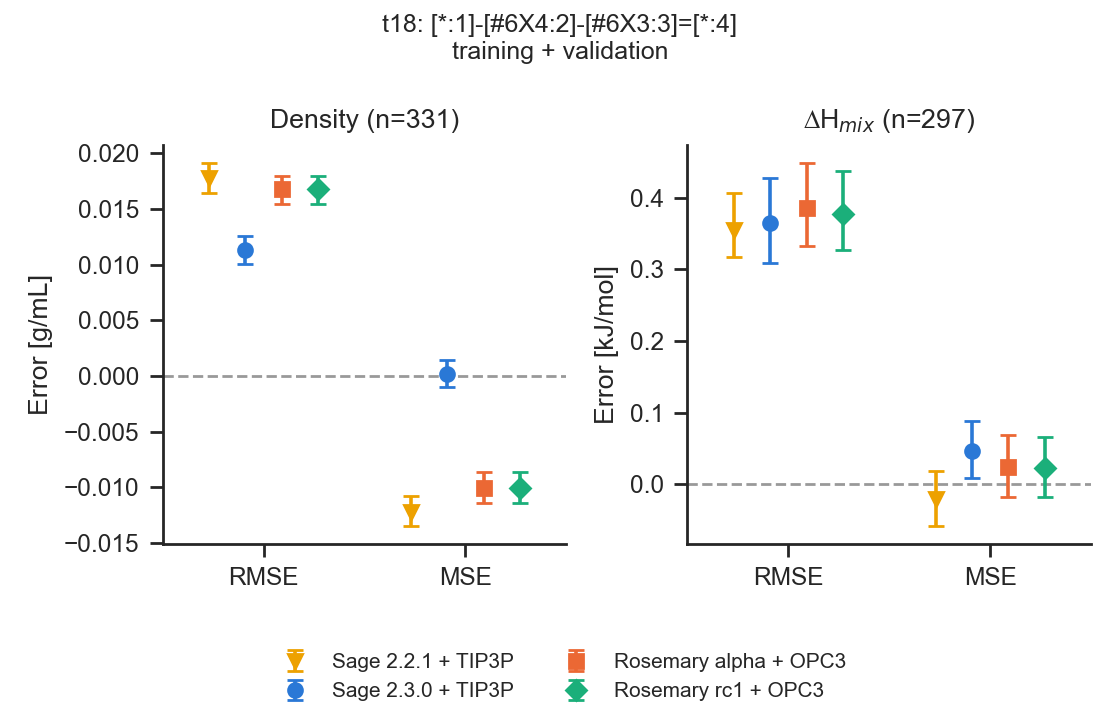 t18: [*:1]-[#6X4:2]-[#6X3:3]=[*:4]
training + validation
Density (n=331)
Error [g/mL]
0.020
0.015
0.010
0.005
0.000
−0.005
−0.010
−0.015
RMSE
MSE
ΔHmix (n=297)
Error [kJ/mol]
0.4
0.3
0.2
0.1
0.0
RMSE
MSE
Sage 2.2.1 + TIP3P
Sage 2.3.0 + TIP3P
Rosemary alpha + OPC3
Rosemary rc1 + OPC3